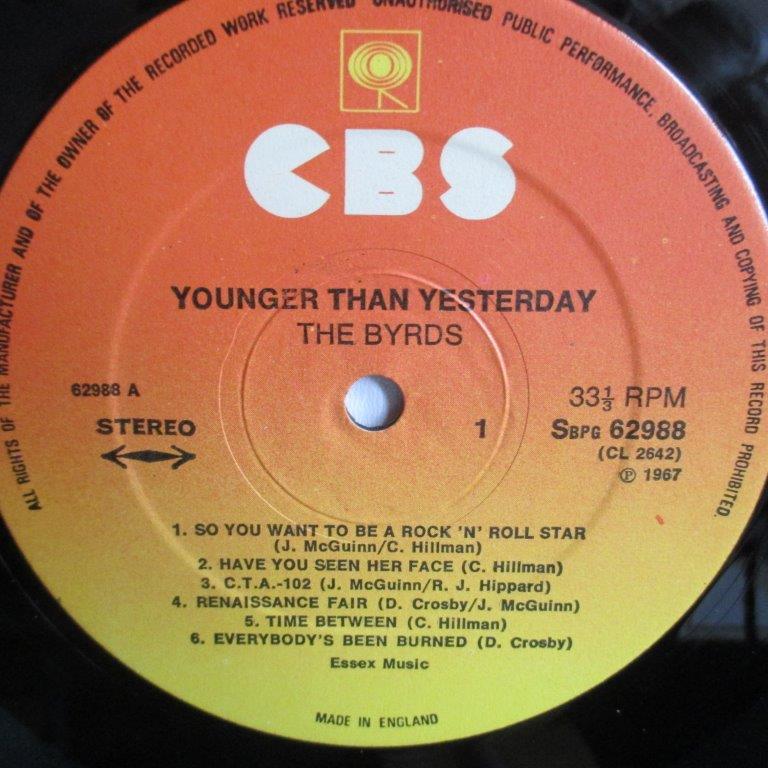 ALL RIGHTS OF THE MANUFACTURER AND OF THE OWNER OF THE RECORDED WORK RESERVED UNAUTHORISED PUBLIC PERFORMANCE, BROADCASTING AND COPYING OF THIS RECORD PROHIBITED.
CBS
YOUNGER THAN YESTERDAY
THE BYRDS
62988 A
33⅓ RPM
STEREO
1
SBPG 62988
(CL 2642)
℗ 1967
1. SO YOU WANT TO BE A ROCK 'N' ROLL STAR
(J. McGuinn/C. Hillman)
2. HAVE YOU SEEN HER FACE (C. Hillman)
3. C.T.A.-102 (J. McGuinn/R. J. Hippard)
4. RENAISSANCE FAIR (D. Crosby/J. McGuinn)
5. TIME BETWEEN (C. Hillman)
6. EVERYBODY'S BEEN BURNED (D. Crosby)
Essex Music
MADE IN ENGLAND